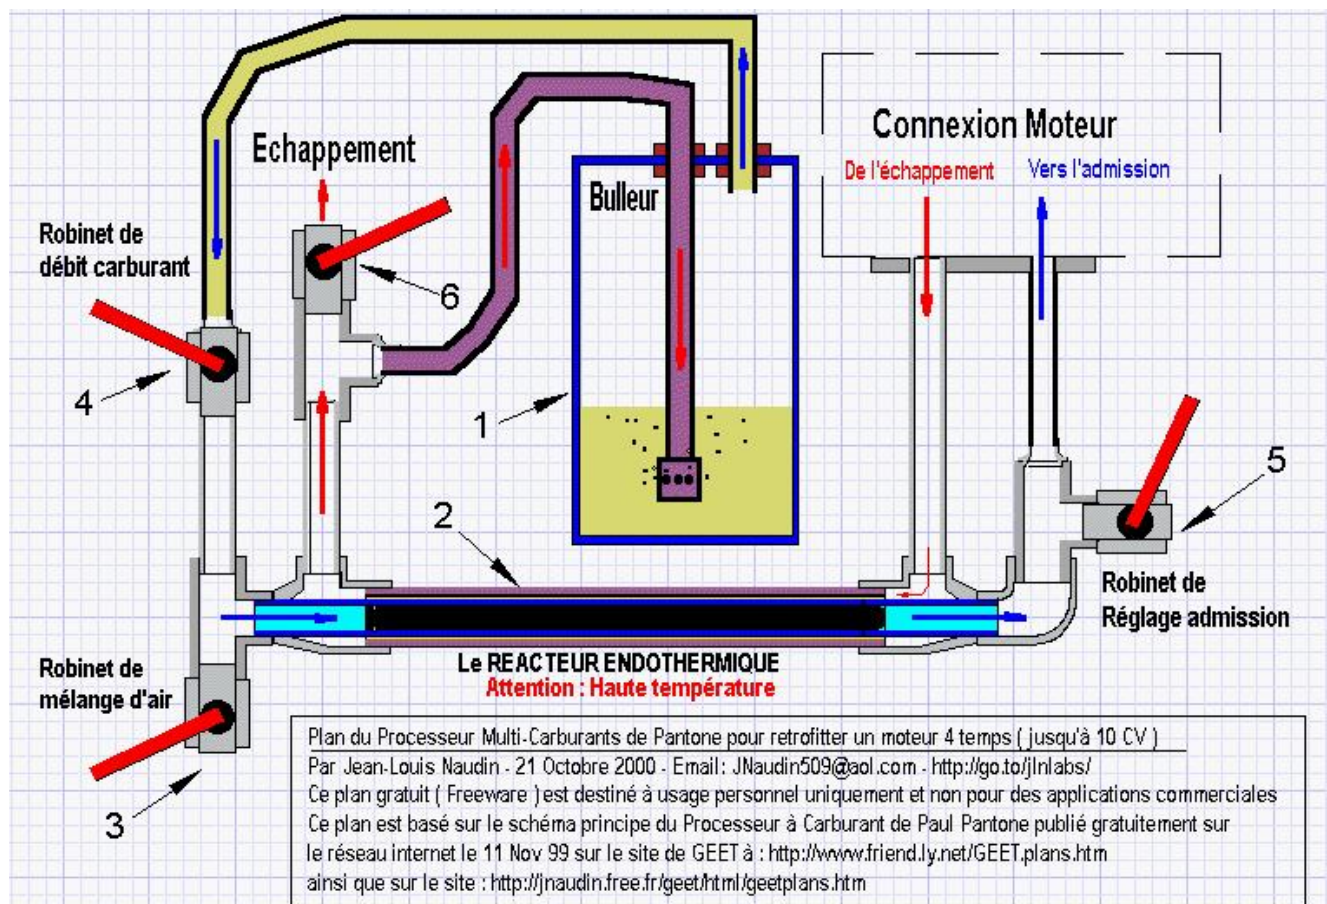 Connexion Moteur
De l'échappement
Vers l'admission
Echappement
Bulleur
Robinet de
débit carburant
6
4
1
5
2
Robinet de
Réglage admission
Le REACTEUR ENDOTHERMIQUE
Attention : Haute température
Robinet de
mélange d'air
3
Plan du Processeur Multi-Carburants de Pantone pour retrofitter un moteur 4 temps ( jusqu'à 10 CV )
Par Jean-Louis Naudin - 21 Octobre 2000 - Email: JNaudin509@aol.com - http://go.to/jlnlabs/
Ce plan gratuit ( Freeware ) est destiné à usage personnel uniquement et non pour des applications commerciales
Ce plan est basé sur le schéma principe du Processeur à Carburant de Paul Pantone publié gratuitement sur
le réseau internet le 11 Nov 99 sur le site de GEET à : http://www.friend.ly.net/GEET.plans.htm
ainsi que sur le site : http://jnaudin.free.fr/geet/html/geetplans.htm